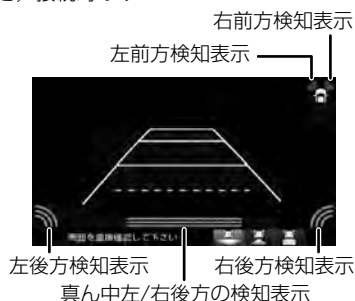 右前方検知表示
左前方検知表示
画面を直接確認して下さい
左後方検知表示
右後方検知表示
真ん中左/右後方の検知表示